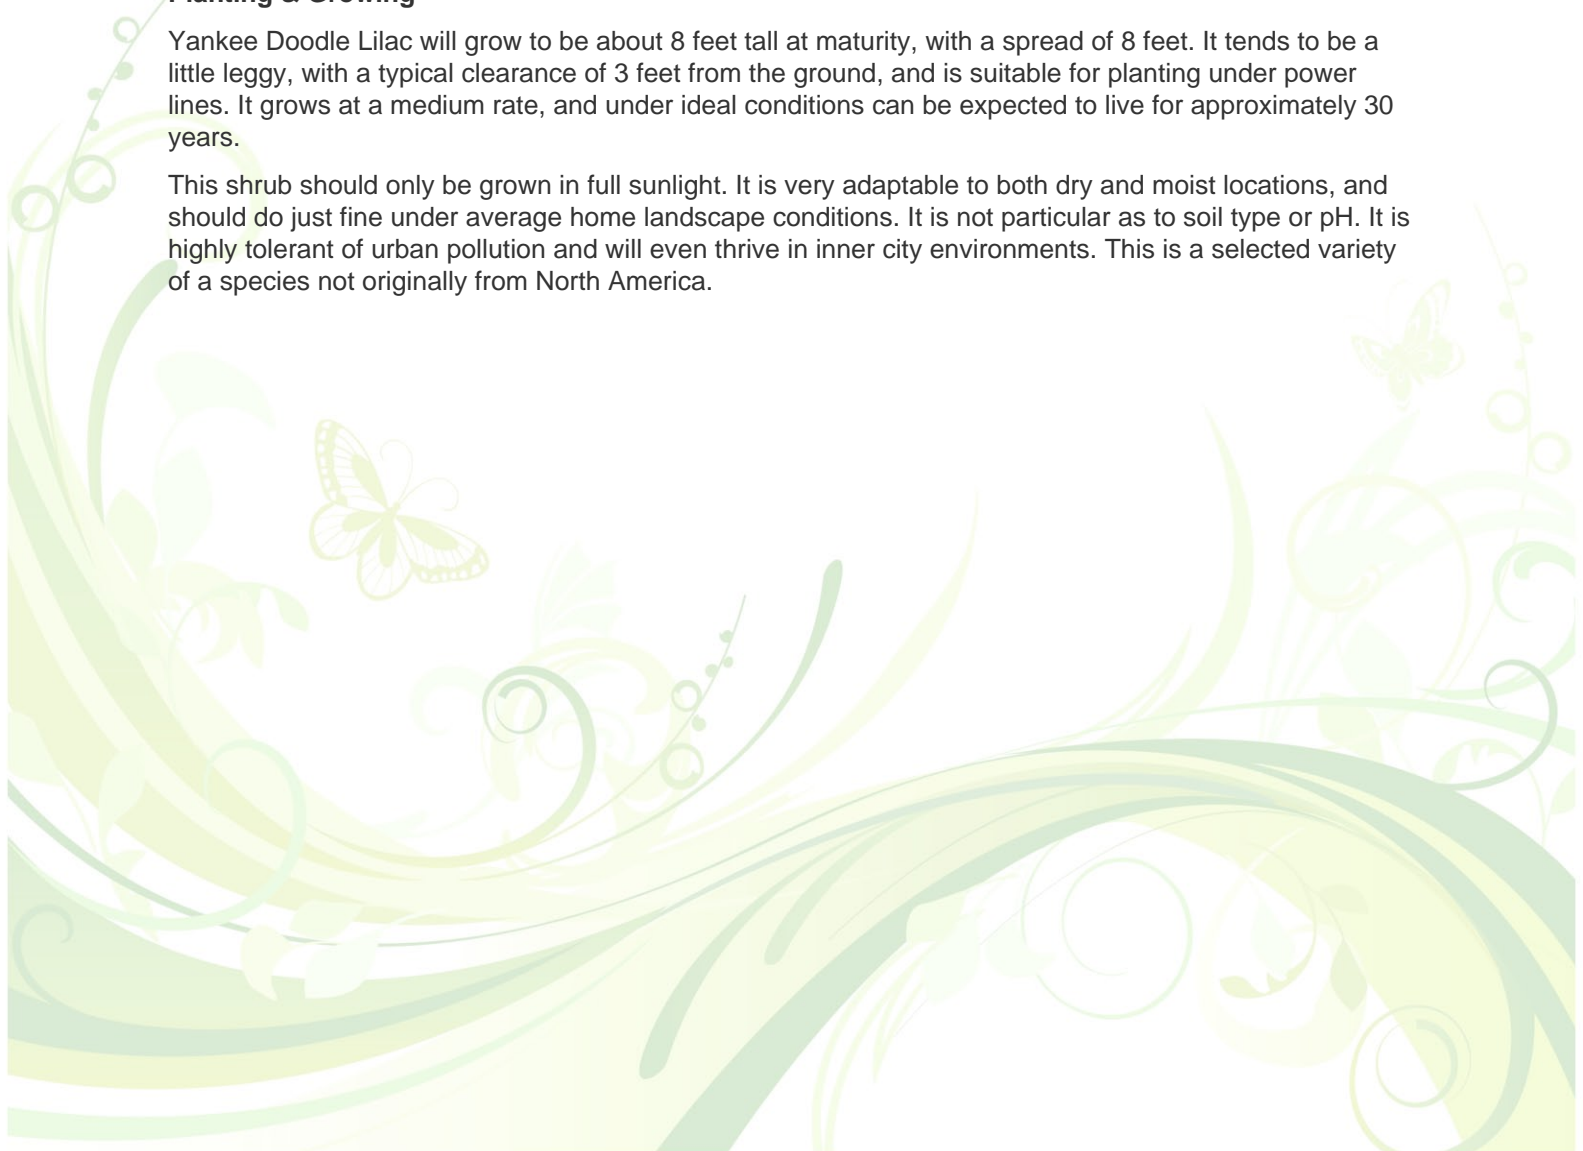 Planting & Growing
Yankee Doodle Lilac will grow to be about 8 feet tall at maturity, with a spread of 8 feet. It tends to be a
little leggy, with a typical clearance of 3 feet from the ground, and is suitable for planting under power
lines. It grows at a medium rate, and under ideal conditions can be expected to live for approximately 30
years.
This shrub should only be grown in full sunlight. It is very adaptable to both dry and moist locations, and
should do just fine under average home landscape conditions. It is not particular as to soil type or pH. It is
highly tolerant of urban pollution and will even thrive in inner city environments. This is a selected variety
of a species not originally from North America.